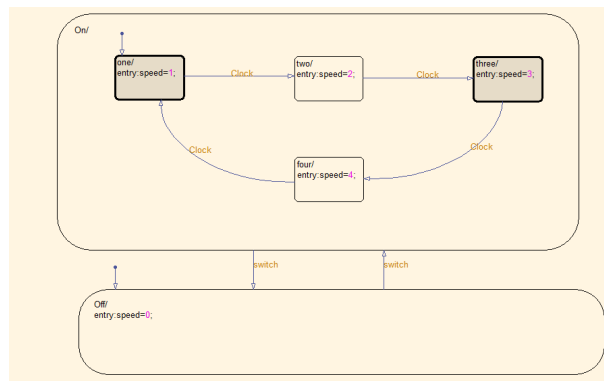 On/
one/
entry:speed=1;
Clock
two/
entry:speed=2;
Clock
three/
entry:speed=3;
Clock
Clock
four/
entry:speed=4;
switch
switch
Off/
entry:speed=0;